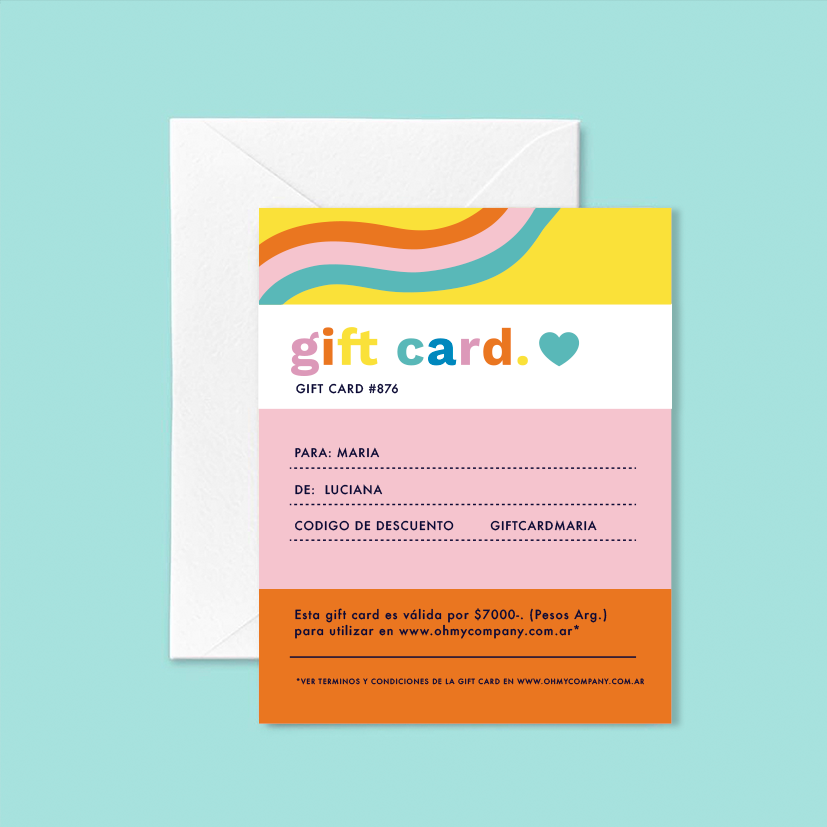 gift card.
GIFT CARD #876
PARA: MARIA
DE: LUCIANA
CODIGO DE DESCUENTO GIFTCARDMARIA
Esta gift card es válida por $7000-. (Pesos Arg.)
para utilizar en www.ohmycompany.com.ar*
*VER TERMINOS Y CONDICIONES DE LA GIFT CARD EN WWW.OHMYCOMPANY.COM.AR